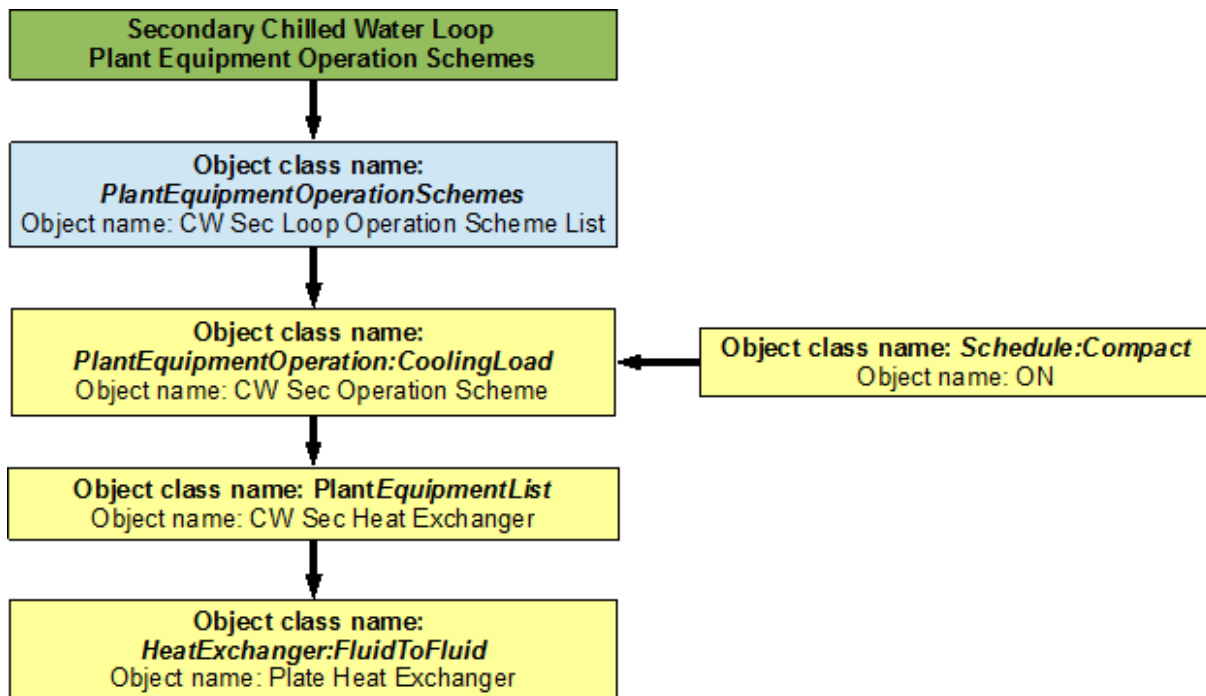 Secondary Chilled Water Loop
Plant Equipment Operation Schemes
Object class name:
PlantEquipmentOperationSchemes
Object name: CW Sec Loop Operation Scheme List
Object class name:
PlantEquipmentOperation:CoolingLoad
Object name: CW Sec Operation Scheme
Object class name: Schedule:Compact
Object name: ON
Object class name: PlantEquipmentList
Object name: CW Sec Heat Exchanger
Object class name:
HeatExchanger:FluidToFluid
Object name: Plate Heat Exchanger